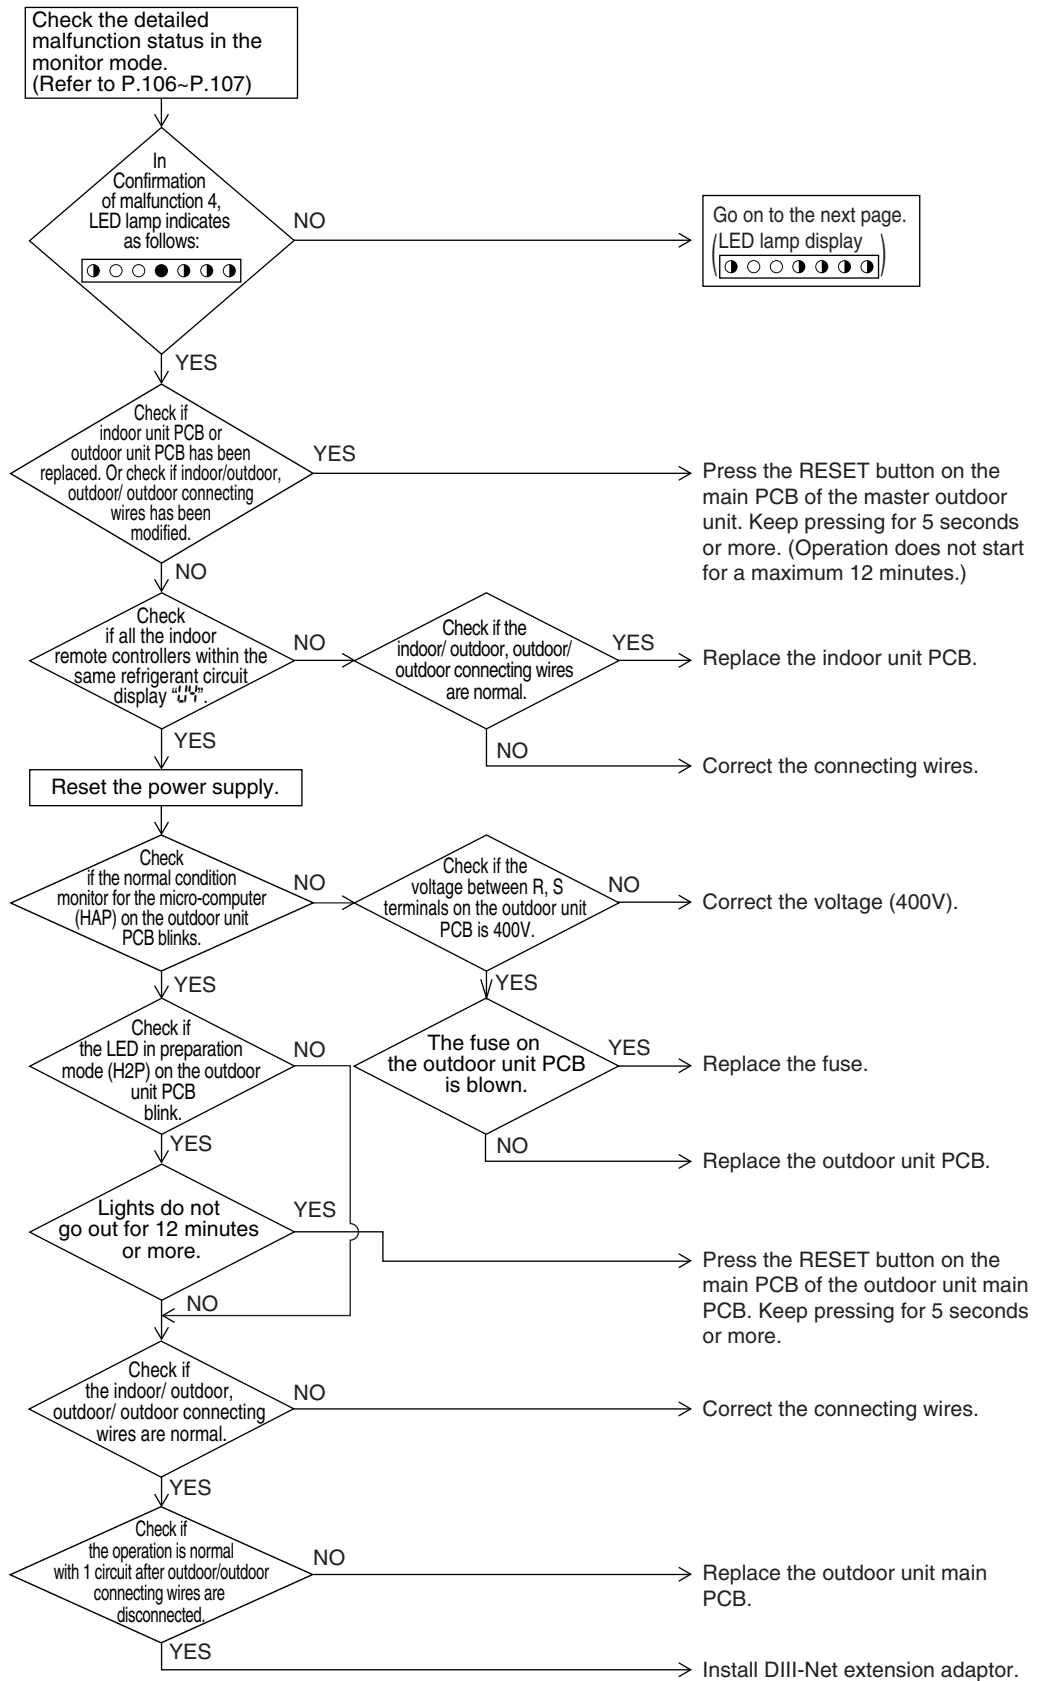 Check the detailed
malfunction status in the
monitor mode.
(Refer to P.106~P.107)
In
Confirmation
of malfunction 4,
LED lamp indicates
as follows:
NO
Go on to the next page.
LED lamp display
YES
Check if
indoor unit PCB or
outdoor unit PCB has been
replaced. Or check if indoor/outdoor,
outdoor/ outdoor connecting
wires has been
modified.
YES
Press the RESET button on the
main PCB of the master outdoor
unit. Keep pressing for 5 seconds
or more. (Operation does not start
for a maximum 12 minutes.)
NO
Check
if all the indoor
remote controllers within the
same refrigerant circuit
display “U4”.
NO
Check if the
indoor/ outdoor, outdoor/
outdoor connecting wires
are normal.
YES
Replace the indoor unit PCB.
NO
Correct the connecting wires.
YES
Reset the power supply.
Check
if the normal condition
monitor for the micro-computer
(HAP) on the outdoor unit
PCB blinks.
NO
Check if the
voltage between R, S
terminals on the outdoor unit
PCB is 400V.
NO
Correct the voltage (400V).
YES
YES
Check if
the LED in preparation
mode (H2P) on the outdoor
unit PCB
blink.
NO
The fuse on
the outdoor unit PCB
is blown.
YES
Replace the fuse.
NO
Replace the outdoor unit PCB.
YES
Lights do not
go out for 12 minutes
or more.
YES
Press the RESET button on the
main PCB of the outdoor unit main
PCB. Keep pressing for 5 seconds
or more.
NO
Check if
the indoor/ outdoor,
outdoor/ outdoor connecting
wires are normal.
NO
Correct the connecting wires.
YES
Check if
the operation is normal
with 1 circuit after outdoor/outdoor
connecting wires are
disconnected.
NO
Replace the outdoor unit main
PCB.
YES
Install DIII-Net extension adaptor.